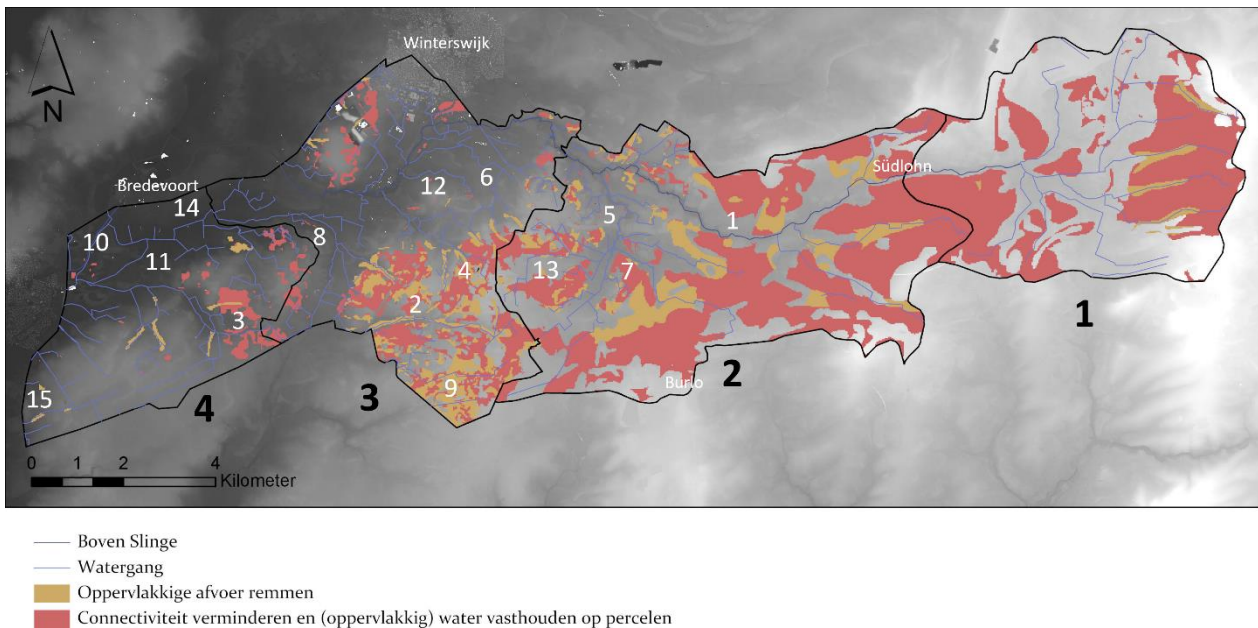 Winterswijk
N
Südlohn
Bredevoort
12
6
14
1
5
10
8
11
13
7
4
2
3
1
Burlo
2
9
15
3
4
0 1 2 4
Kilometer
Boven Slinge
Watergang
Oppervlakkige afvoer remmen
Connectiviteit verminderen en (oppervlakkig) water vasthouden op percelen